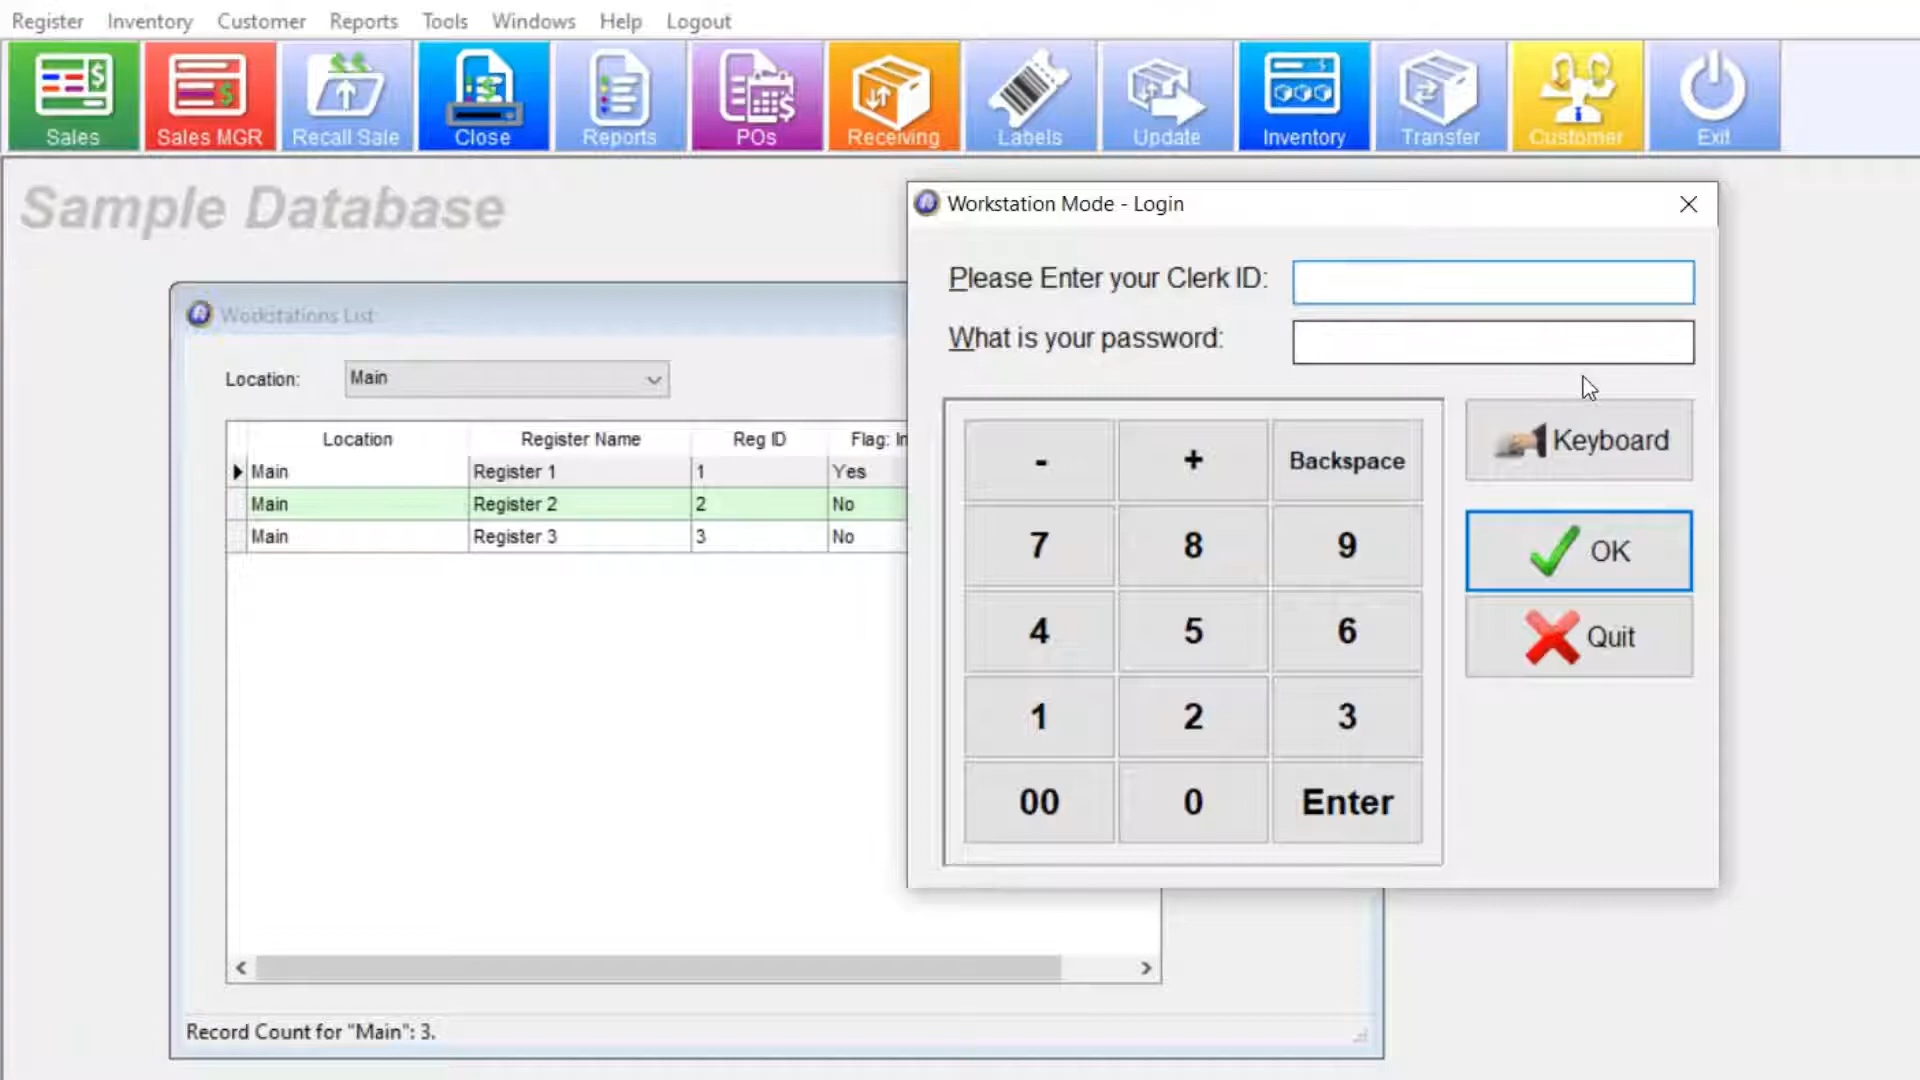 Register Inventory Customer Reports Tools Windows Help Logout
Sales Sales MGR Recall Sale Close Reports POs Receiving Labels Update Inventory Transfer Customer Exit
Sample Database
Workstation Mode - Login
Please Enter your Clerk ID:
What is your password:
Keyboard
- + Backspace
7 8 9
OK
4 5 6
Quit
1 2 3
00 0 Enter
Workstations List
Location: Main
Location Register Name Reg ID Flag: In
Main Register 1 1 Yes
Main Register 2 2 No
Main Register 3 3 No
Record Count for "Main": 3.